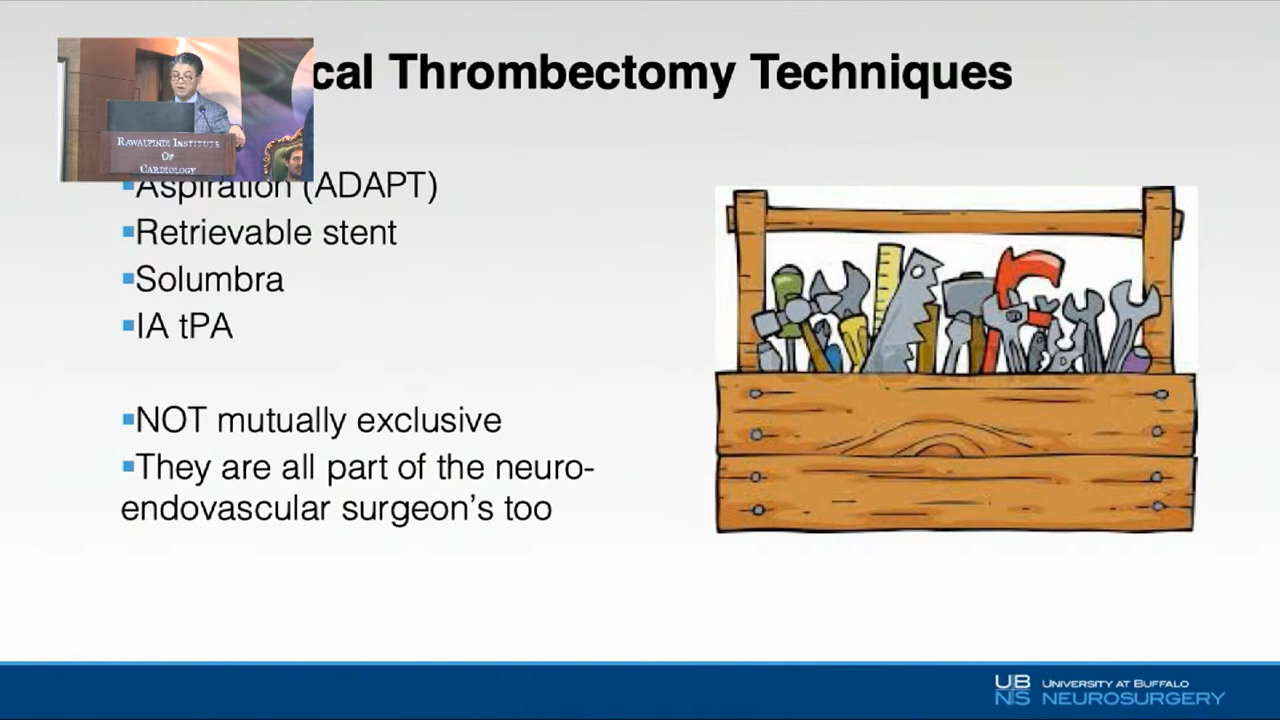 cal Thrombectomy Techniques
RAWALPINDI INSTITUTE
OF
CARDIOLOGY
▪Aspiration (ADAPT)
▪Retrievable stent
▪Solumbra
▪IA tPA
▪NOT mutually exclusive
▪They are all part of the neuro-
endovascular surgeon's too
UB
NS
UNIVERSITY AT BUFFALO
NEUROSURGERY